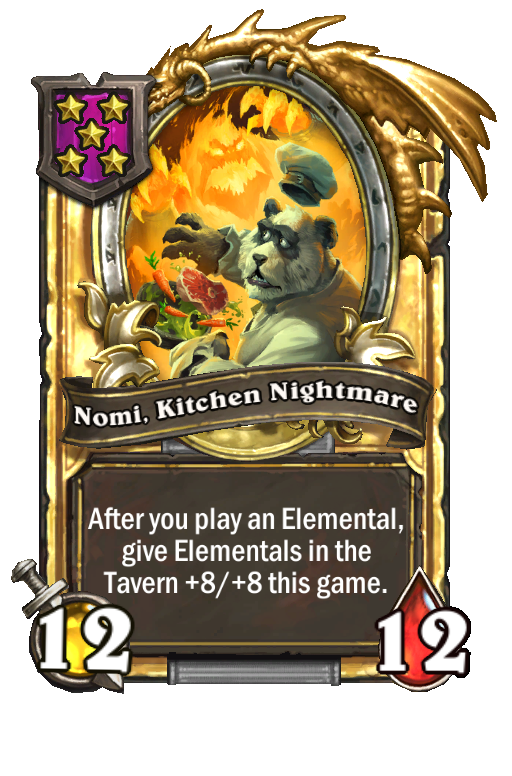 Nomi, Kitchen Nightmare
After you play an Elemental,
give Elementals in the
Tavern +8/+8 this game.
12 12